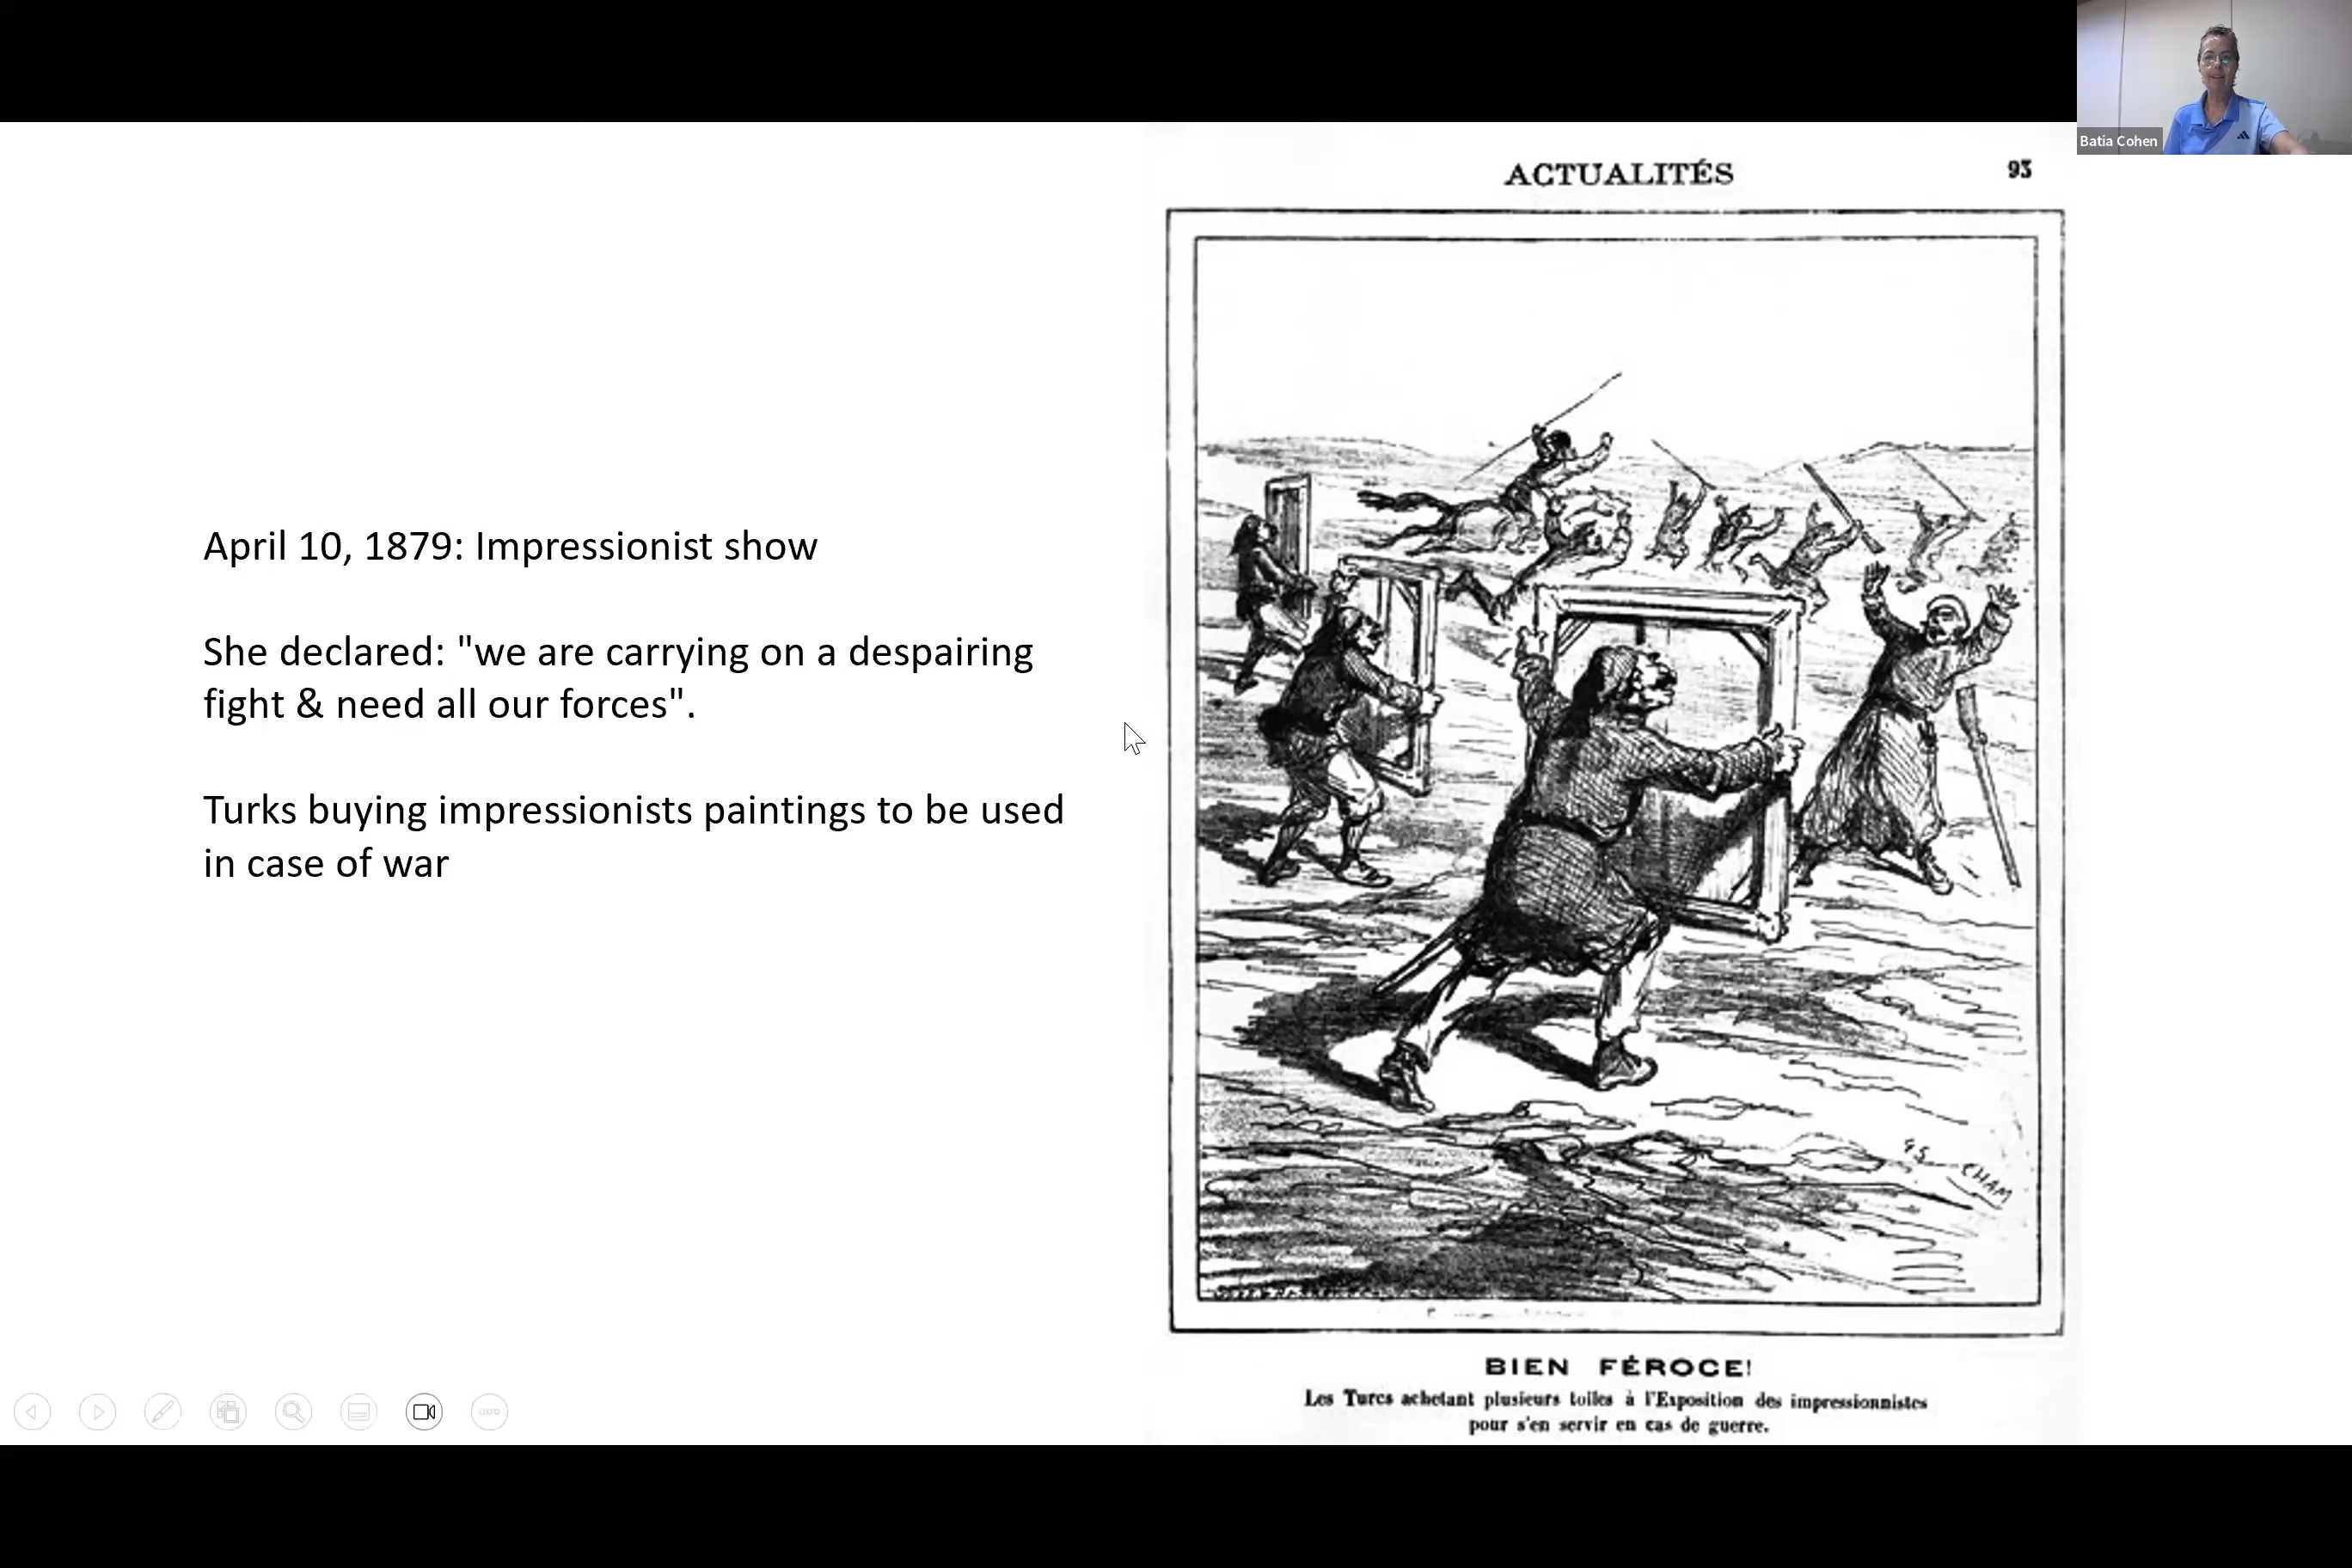 Batia Cohen
April 10, 1879: Impressionist show
She declared: "we are carrying on a despairing
fight & need all our forces".
Turks buying impressionists paintings to be used
in case of war
ACTUALITÉS
93
CHAM
BIEN FÉROCE!
Les Turcs achetant plusieurs toiles à l'Exposition des impressionnistes
pour s'en servir en cas de guerre.